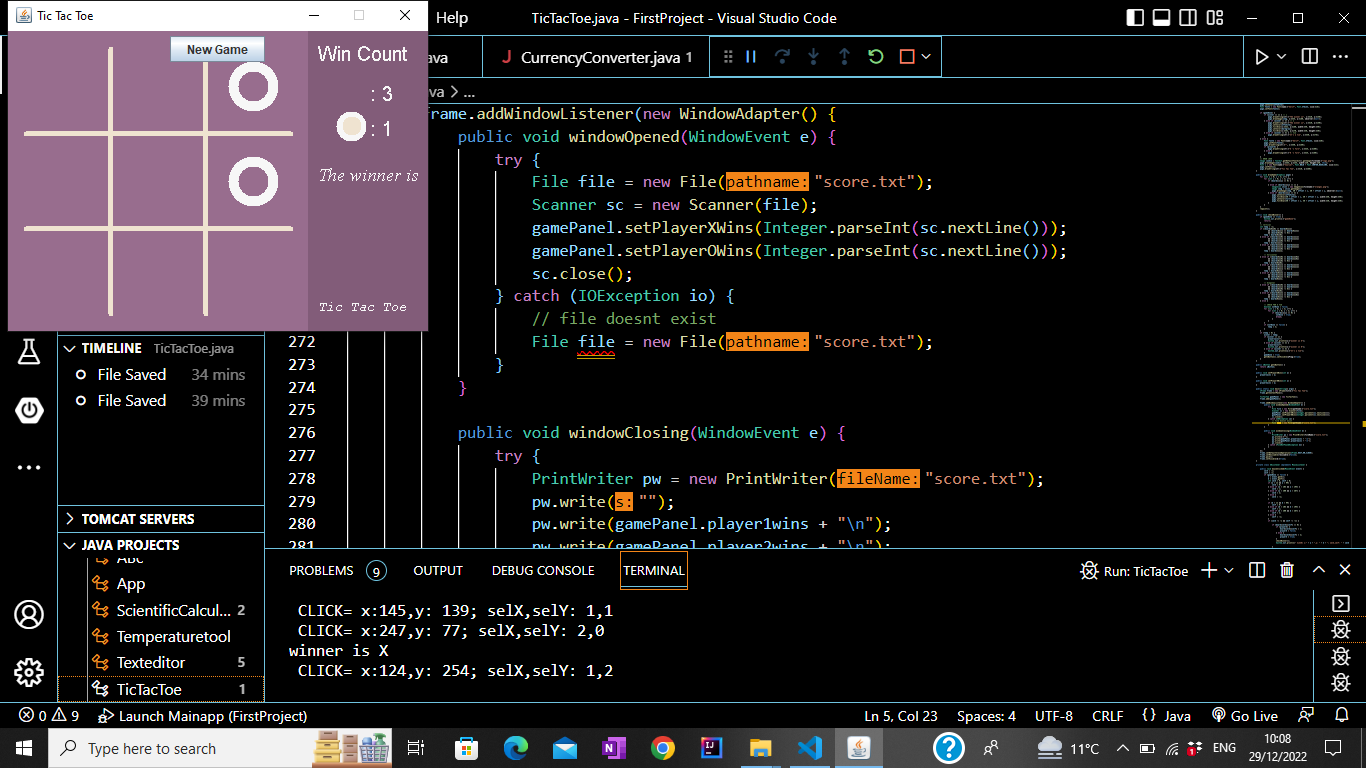 Tic Tac Toe
New Game
Win Count
: 3
: 1
The winner is
Tic Tac Toe
Help
TicTacToe.java - FirstProject - Visual Studio Code
ava
J CurrencyConverter.java 1
va > ...
rame.addWindowListener(new WindowAdapter() {
public void windowOpened(WindowEvent e) {
try {
File file = new File(pathname: "score.txt");
Scanner sc = new Scanner(file);
gamePanel.setPlayerXWins(Integer.parseInt(sc.nextLine()));
gamePanel.setPlayerOWins(Integer.parseInt(sc.nextLine()));
sc.close();
} catch (IOException io) {
// file doesnt exist
272 File file = new File(pathname: "score.txt");
273 }
274 }
275
276 public void windowClosing(WindowEvent e) {
277 try {
278 PrintWriter pw = new PrintWriter(fileName: "score.txt");
279 pw.write(s: "");
280 pw.write(gamePanel.player1wins + "\n");
281 pw.write(gamePanel.player2wins + "\n");
TIMELINE TicTacToe.java
File Saved 34 mins
File Saved 39 mins
TOMCAT SERVERS
JAVA PROJECTS
Abc
App
ScientificCalcul... 2
Temperaturetool
Texteditor 5
TicTacToe 1
PROBLEMS 9 OUTPUT DEBUG CONSOLE TERMINAL
Run: TicTacToe
CLICK= x:145,y: 139; selX,selY: 1,1
CLICK= x:247,y: 77; selX,selY: 2,0
winner is X
CLICK= x:124,y: 254; selX,selY: 1,2
0 9 Launch Mainapp (FirstProject)
Ln 5, Col 23 Spaces: 4 UTF-8 CRLF {} Java Go Live
Type here to search
11°C ENG
10:08
29/12/2022